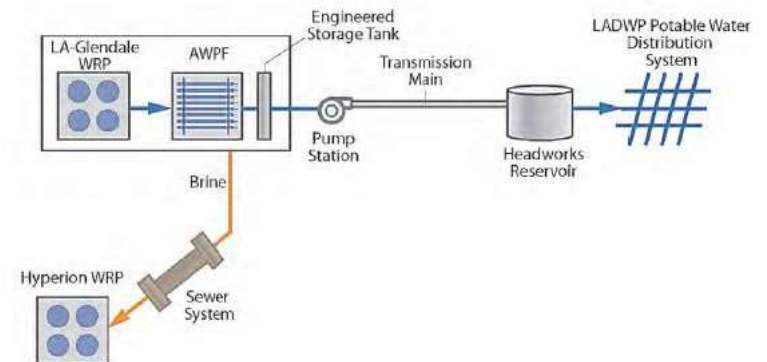 LA-Glendale
WRP
AWPF
Engineered
Storage Tank
Pump
Station
Transmission
Main
Headworks
Reservoir
LADWP Potable Water
Distribution
System
Brine
Sewer
System
Hyperion WRP